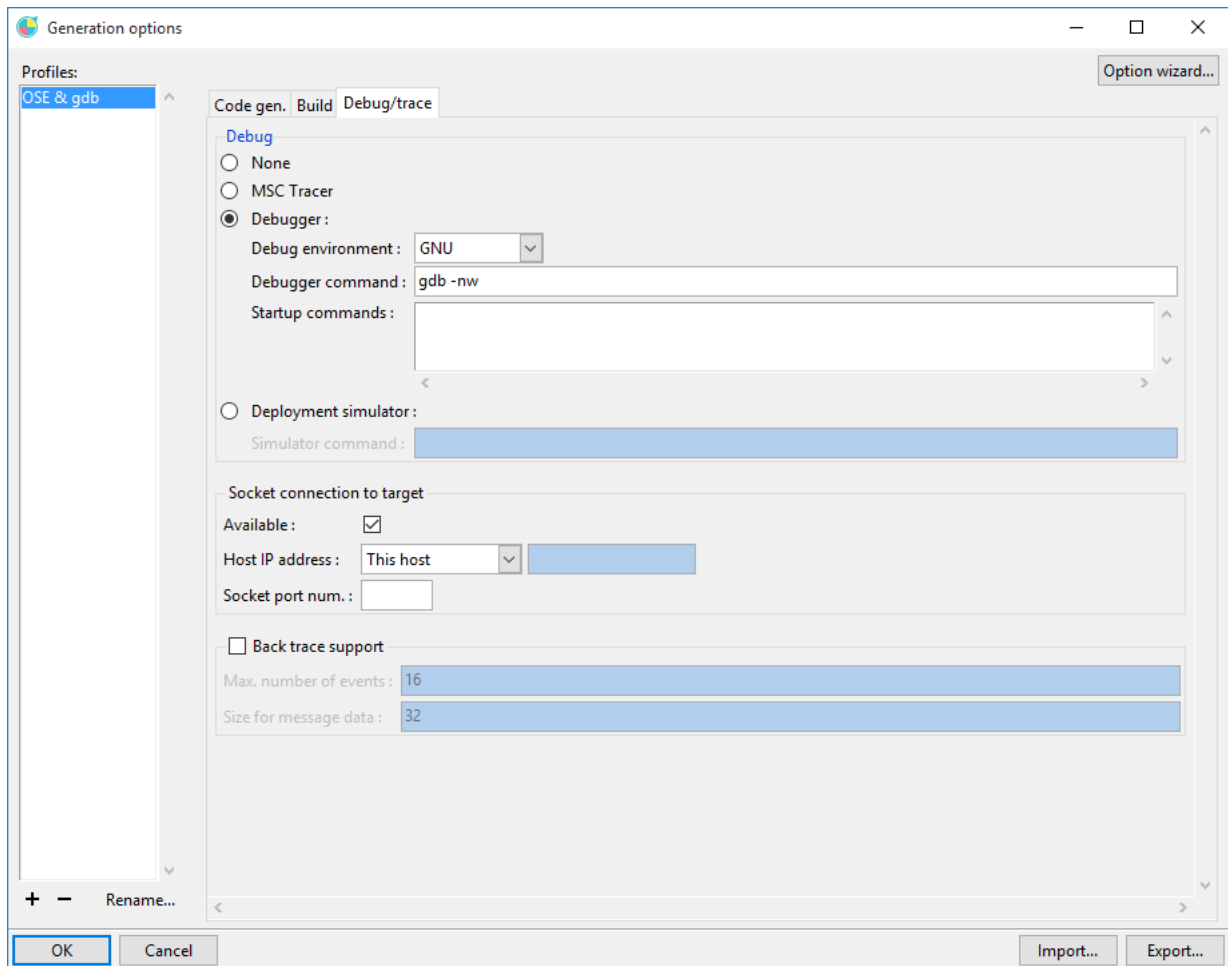 Generation options
Profiles:
Option wizard...
OSE & gdb
Code gen. Build Debug/trace
Debug
None
MSC Tracer
Debugger :
Debug environment : GNU
Debugger command : gdb -nw
Startup commands :
Deployment simulator :
Simulator command :
Socket connection to target
Available :
Host IP address : This host
Socket port num. :
Back trace support
Max. number of events : 16
Size for message data : 32
+ − Rename...
OK Cancel Import... Export...